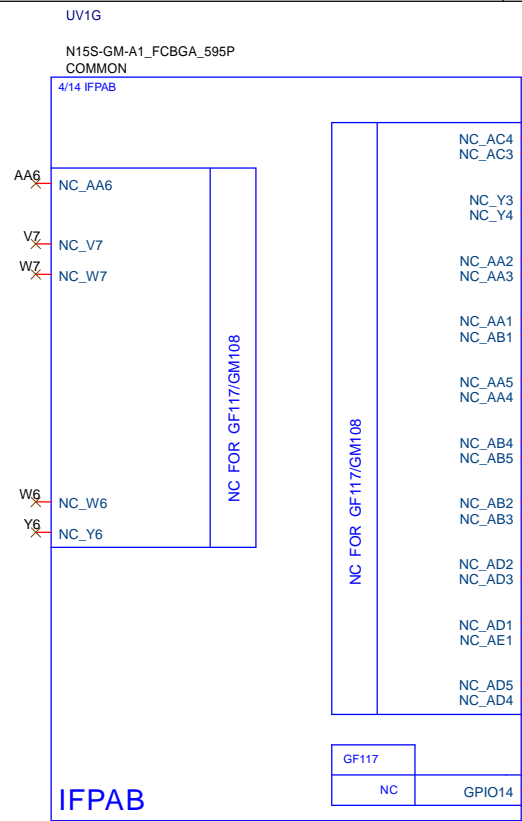 UV1G
N15S-GM-A1_FCBGA_595P
COMMON
4/14 IFPAB
AA6
NC_AA6
V7
NC_V7
W7
NC_W7
W6
NC_W6
Y6
NC_Y6
NC FOR GF117/GM108
NC FOR GF117/GM108
NC_AC4
NC_AC3
NC_Y3
NC_Y4
NC_AA2
NC_AA3
NC_AA1
NC_AB1
NC_AA5
NC_AA4
NC_AB4
NC_AB5
NC_AB2
NC_AB3
NC_AD2
NC_AD3
NC_AD1
NC_AE1
NC_AD5
NC_AD4
GF117
NC
GPIO14
IFPAB